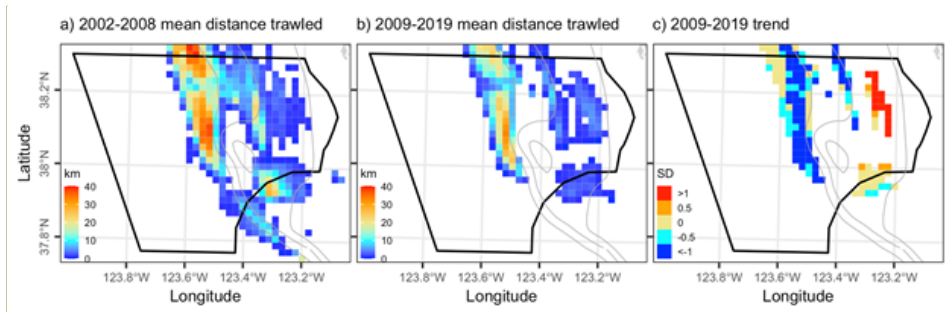 a) 2002-2008 mean distance trawled
b) 2009-2019 mean distance trawled
c) 2009-2019 trend
Latitude
38.2°N
38°N
37.8°N
km
40
30
20
10
0
km
40
30
20
10
0
SD
>1
0.5
0
-0.5
<-1
123.8°W 123.6°W 123.4°W 123.2°W
123.8°W 123.6°W 123.4°W 123.2°W
123.8°W 123.6°W 123.4°W 123.2°W
Longitude
Longitude
Longitude